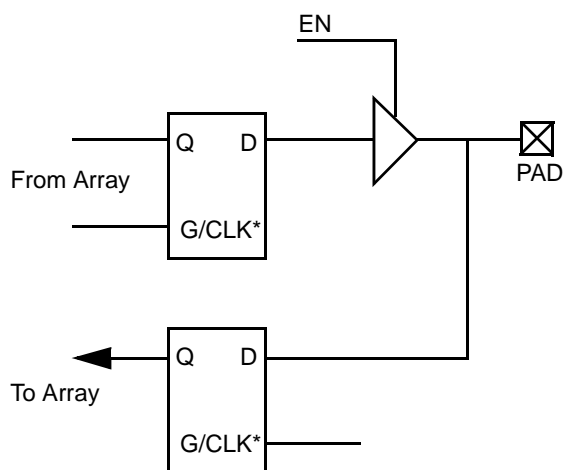 EN
Q D
From Array
PAD
G/CLK*
Q D
To Array
G/CLK*